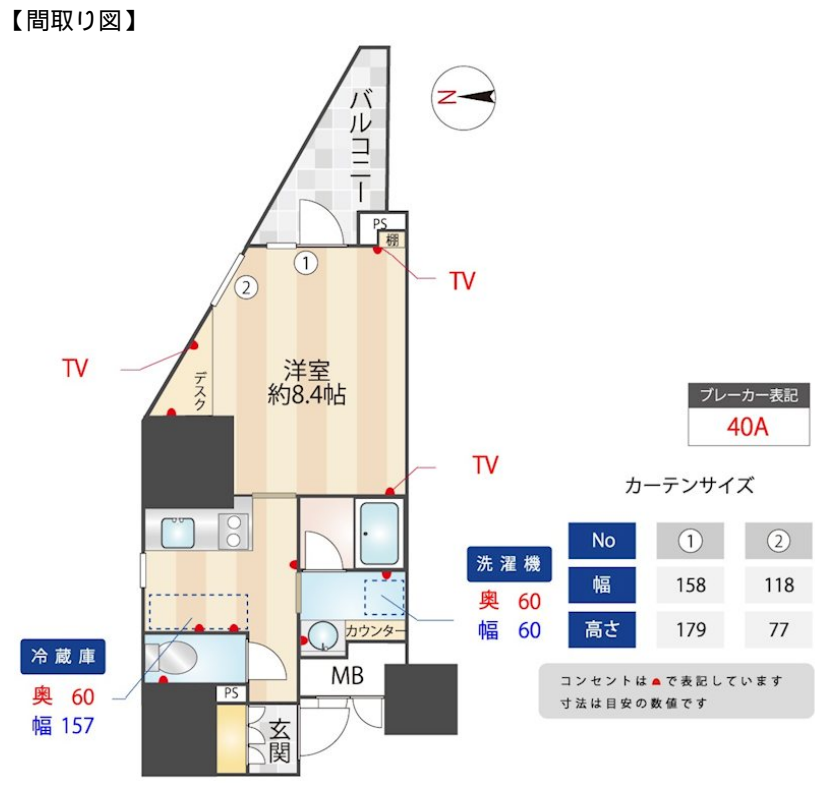 【間取り図】
バルコニー
N
PS
棚
①
TV
②
TV
デスク
洋室
約8.4帖
ブレーカー表記
40A
TV
カーテンサイズ
No ① ②
幅 158 118
高さ 179 77
洗濯機
奥 60
幅 60
カウンター
冷蔵庫
奥 60
幅 157
MB
PS
玄関
コンセントは で表記しています
寸法は目安の数値です